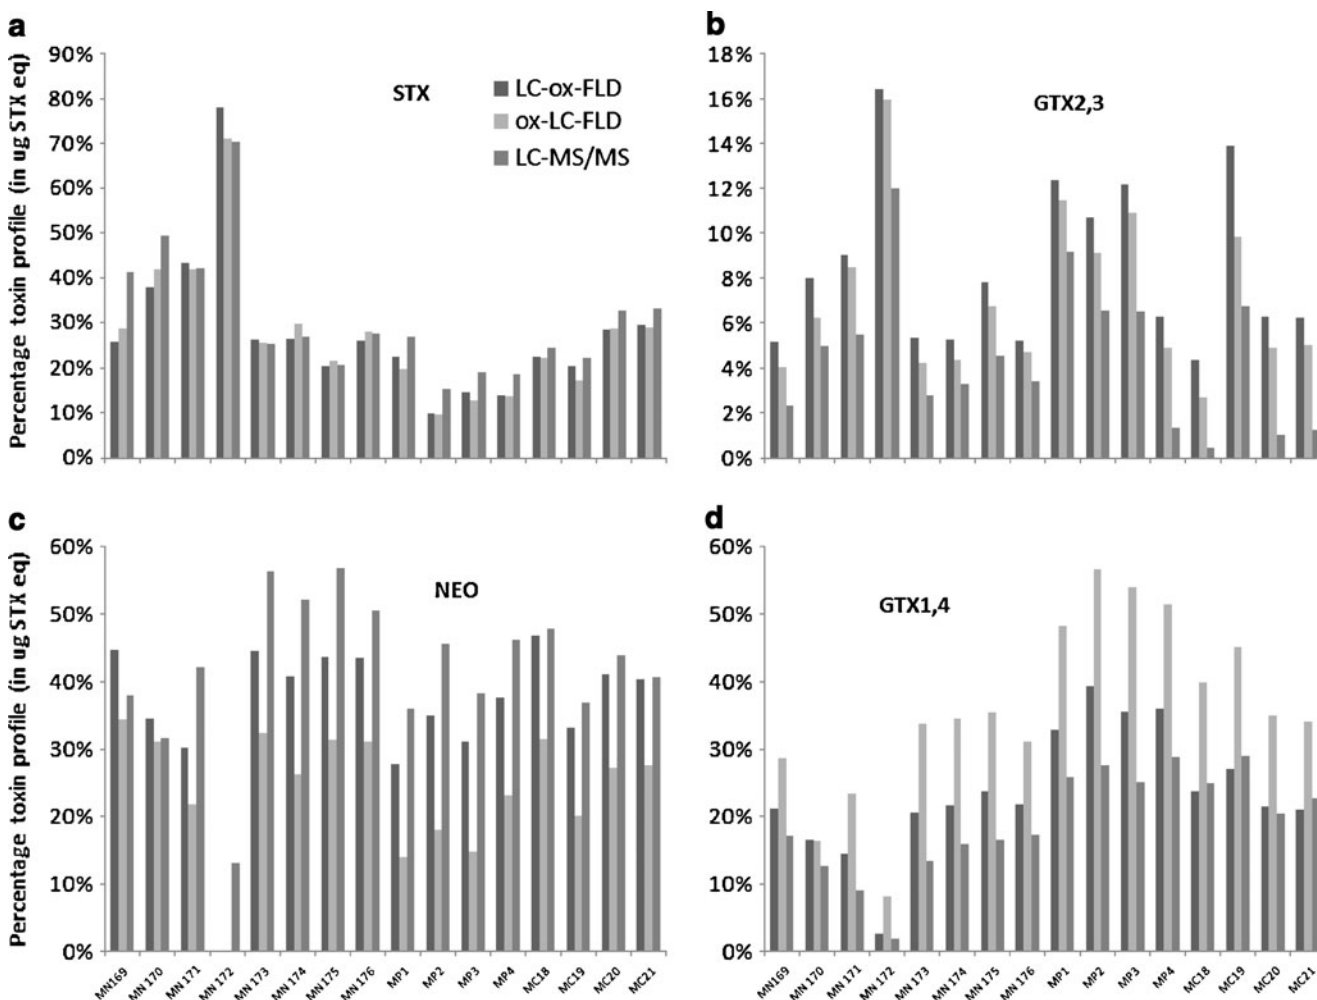 a
Percentage toxin profile (in ug STX eq)
90%
80%
70%
60%
50%
40%
30%
20%
10%
0%
STX
LC-ox-FLD
ox-LC-FLD
LC-MS/MS
b
18%
16%
14%
12%
10%
8%
6%
4%
2%
0%
GTX2,3
c
Percentage toxin profile (in ug STX eq)
60%
50%
40%
30%
20%
10%
0%
NEO
MN169
MN 170
MN 171
MN 172
MN 173
MN 174
MN 175
MN 176
MP1
MP2
MP3
MP4
MC18
MC19
MC20
MC21
d
60%
50%
40%
30%
20%
10%
0%
GTX1,4
MN169
MN 170
MN 171
MN 172
MN 173
MN 174
MN 175
MN 176
MP1
MP2
MP3
MP4
MC18
MC19
MC20
MC21